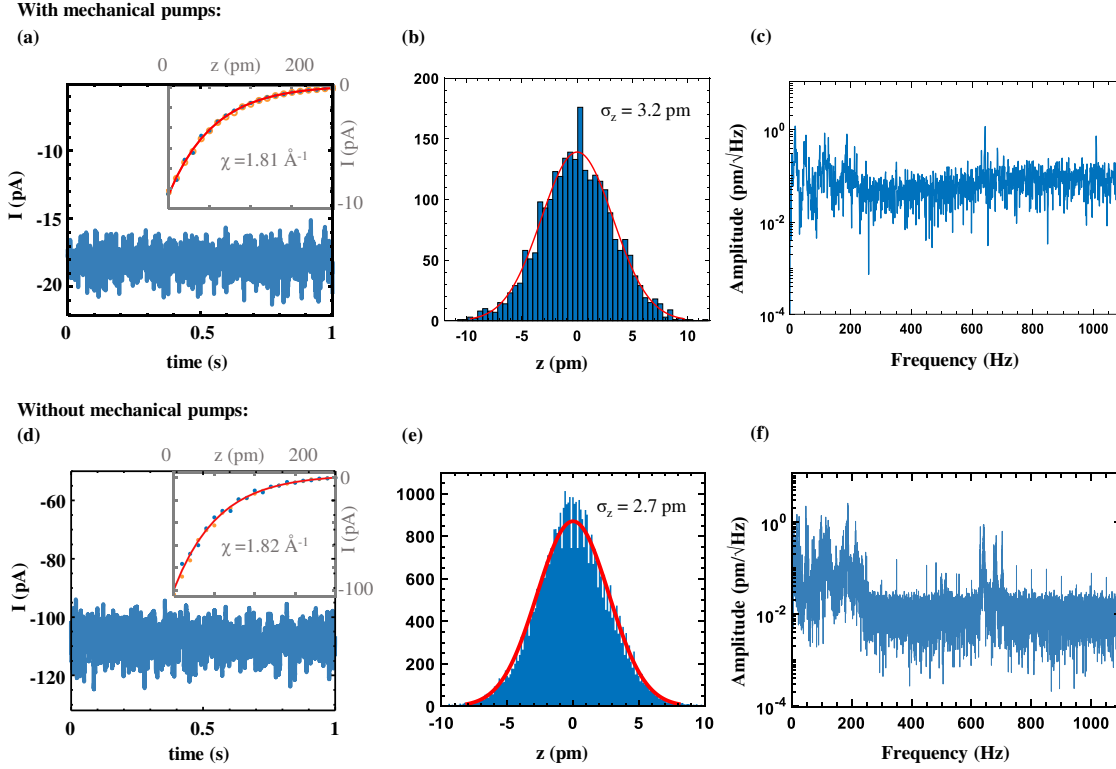 With mechanical pumps:
(a)
0 z (pm) 200
0
I (pA)
-10
χ =1.81 Å⁻¹
-10
-15
-20
I (pA)
0 0.5 1
time (s)
(b)
200
150
100
50
0
σz = 3.2 pm
-10 -5 0 5 10
z (pm)
(c)
Amplitude (pm/√Hz)
10⁰
10⁻²
10⁻⁴
0 200 400 600 800 1000
Frequency (Hz)
Without mechanical pumps:
(d)
0 z (pm) 200
0
I (pA)
-100
χ =1.82 Å⁻¹
-60
-80
-100
-120
I (pA)
0 0.5 1
time (s)
(e)
1000
800
600
400
200
0
σz = 2.7 pm
-10 -5 0 5 10
z (pm)
(f)
Amplitude (pm/√Hz)
10⁰
10⁻²
10⁻⁴
0 200 400 600 800 1000
Frequency (Hz)